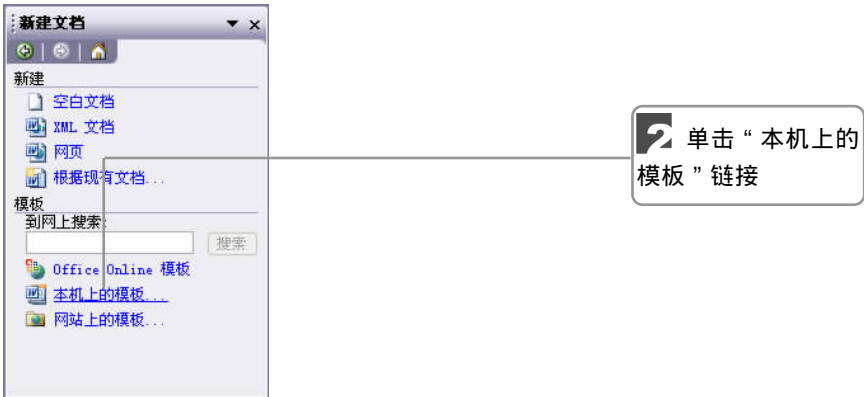 新建文档
新建
空白文档
XML 文档
网页
根据现有文档...
模板
到网上搜索:
搜索
Office Online 模板
本机上的模板...
网站上的模板...
2 单击“本机上的
模板”链接